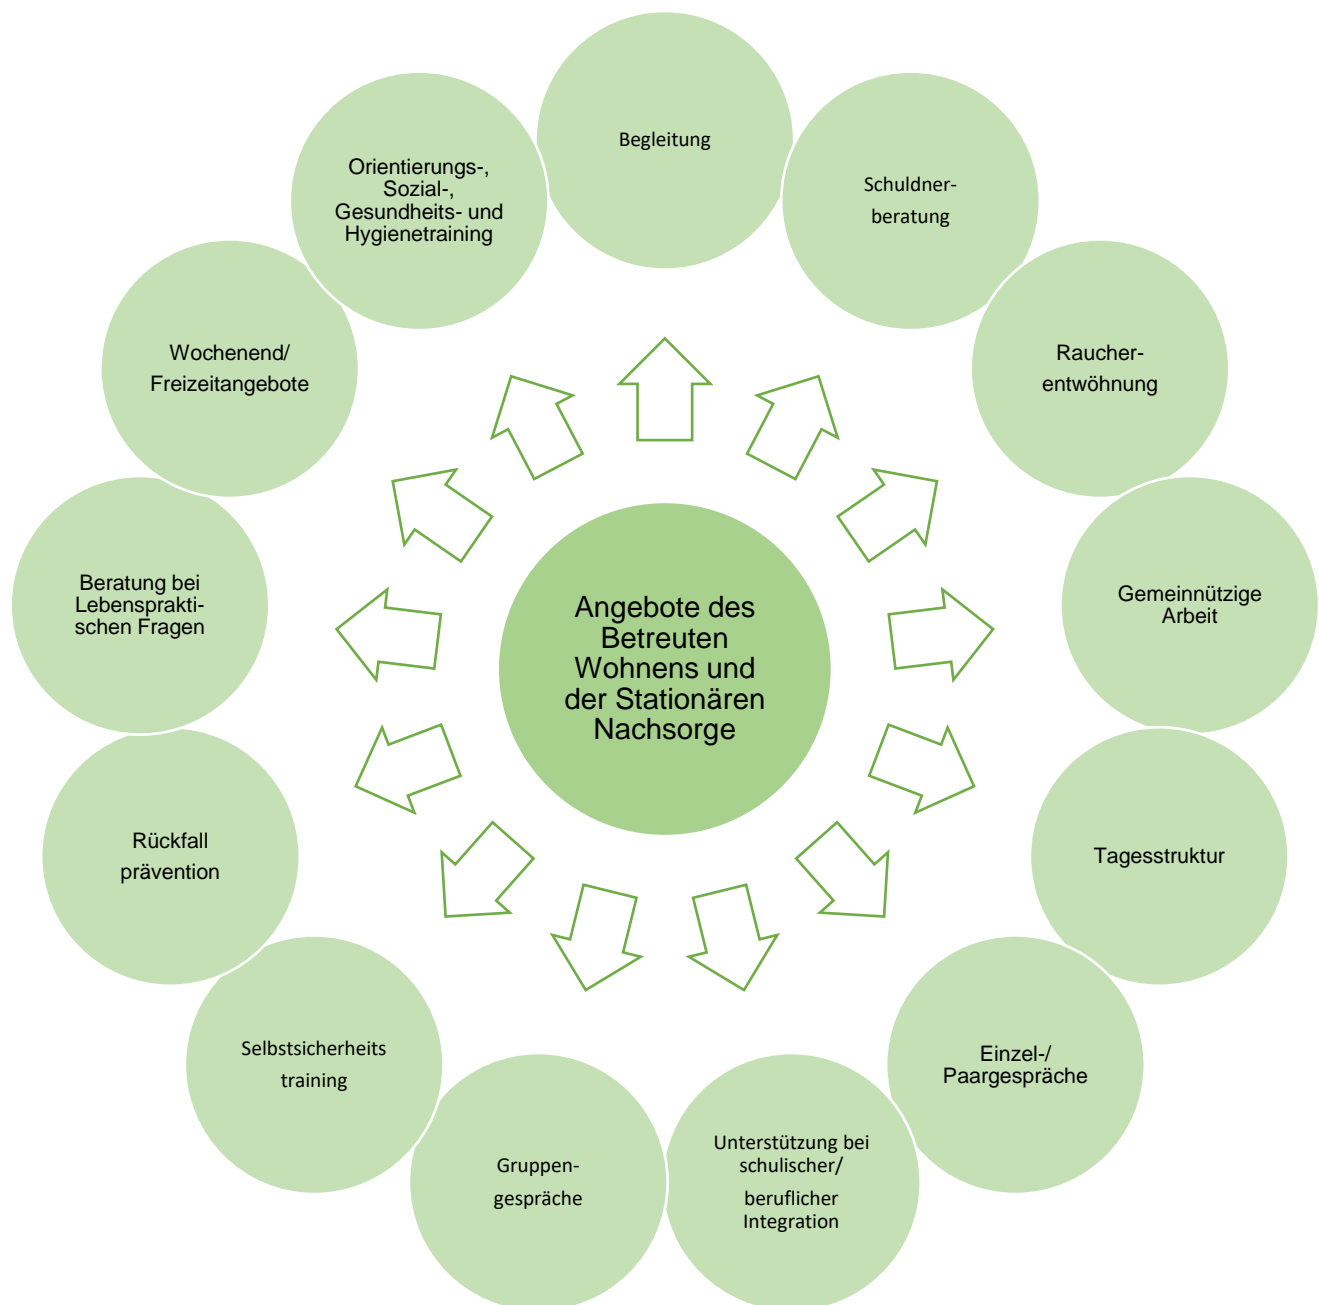 Begleitung
Schuldner-
beratung
Raucher-
entwöhnung
Gemeinnützige
Arbeit
Tagesstruktur
Einzel-/
Paargespräche
Unterstützung bei
schulischer/
beruflicher
Integration
Gruppen-
gespräche
Selbstsicherheits
training
Rückfall
prävention
Beratung bei
Lebensprakti-
schen Fragen
Wochenend/
Freizeitangebote
Orientierungs-,
Sozial-,
Gesundheits- und
Hygienetraining
Angebote des
Betreuten
Wohnens und
der Stationären
Nachsorge